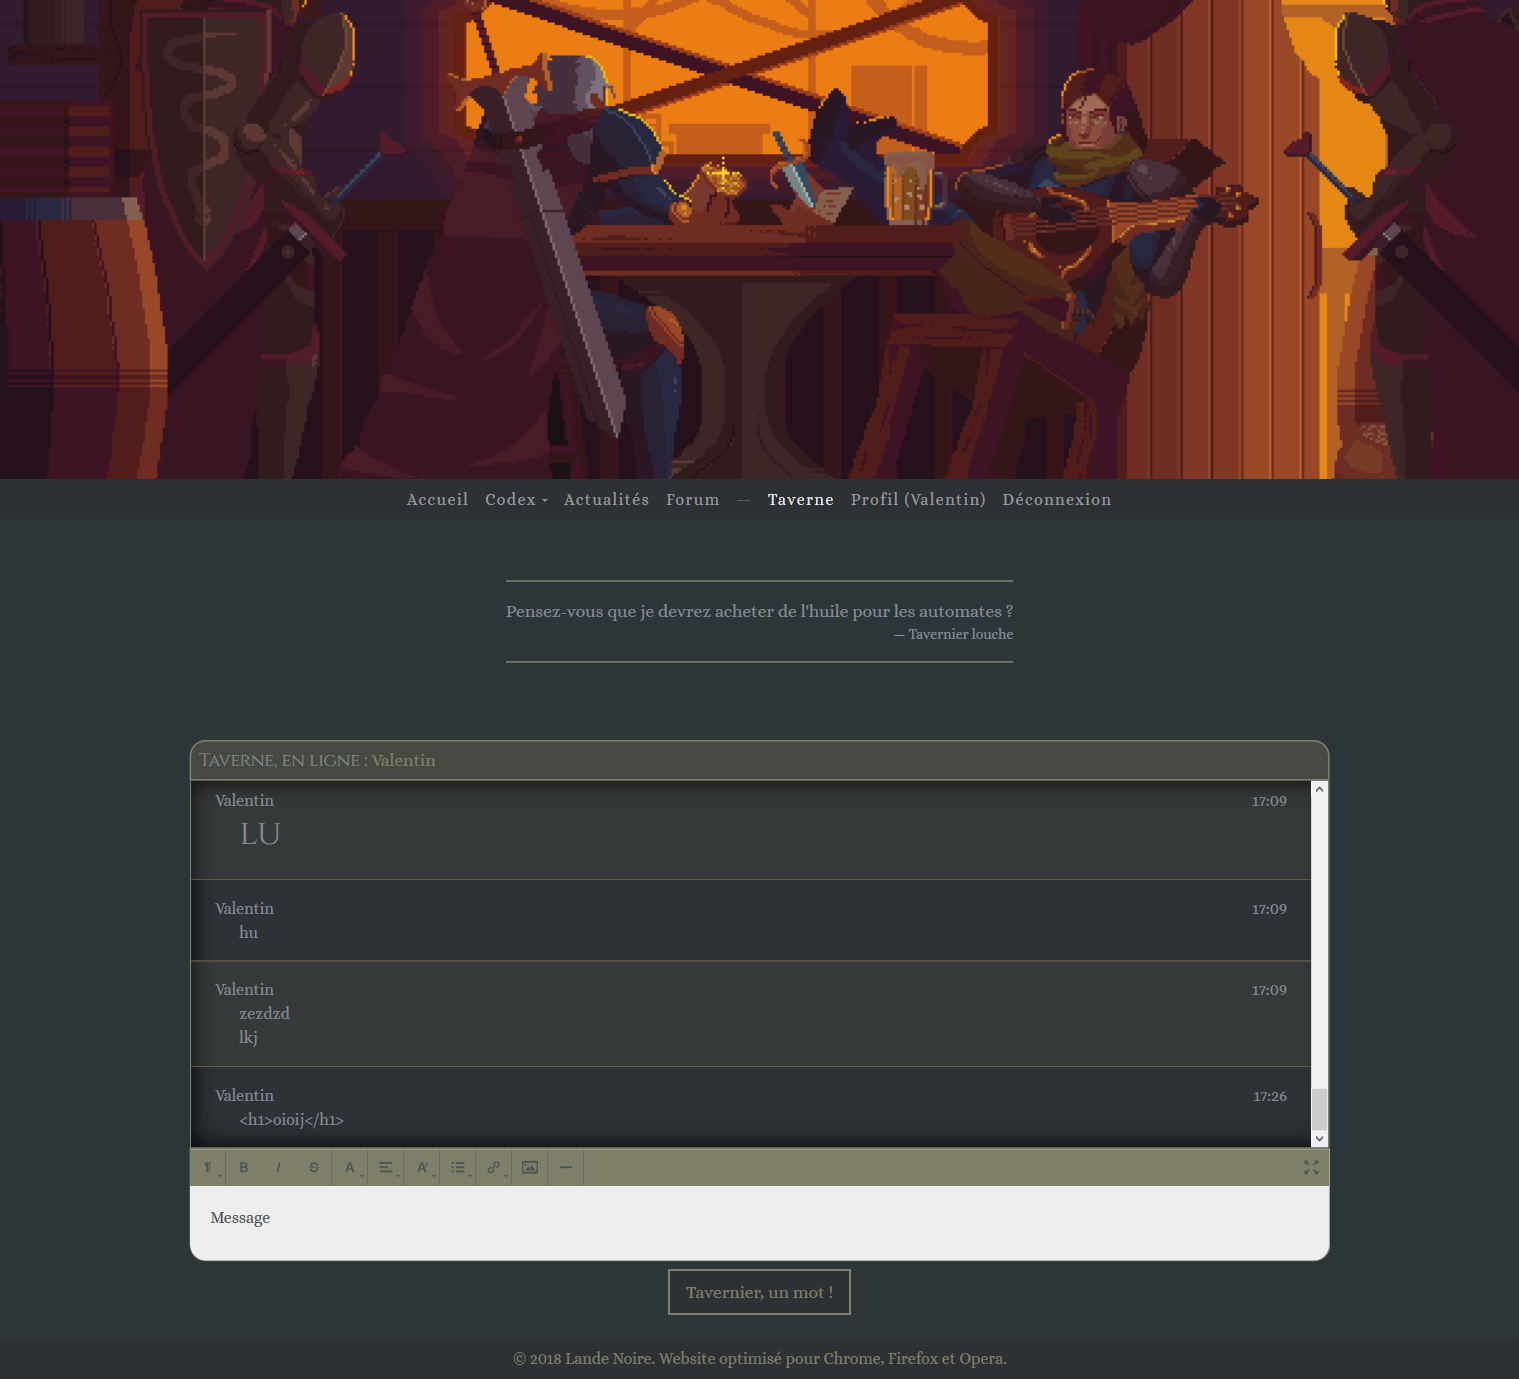 Accueil Codex Actualités Forum — Taverne Profil (Valentin) Déconnexion
Pensez-vous que je devrez acheter de l'huile pour les automates ?
— Tavernier louche
Taverne, en ligne : Valentin
Valentin 17:09
LU
Valentin 17:09
hu
Valentin 17:09
zezdzd
lkj
Valentin 17:26
<h1>oioij</h1>
Message
Tavernier, un mot !
© 2018 Lande Noire. Website optimisé pour Chrome, Firefox et Opera.